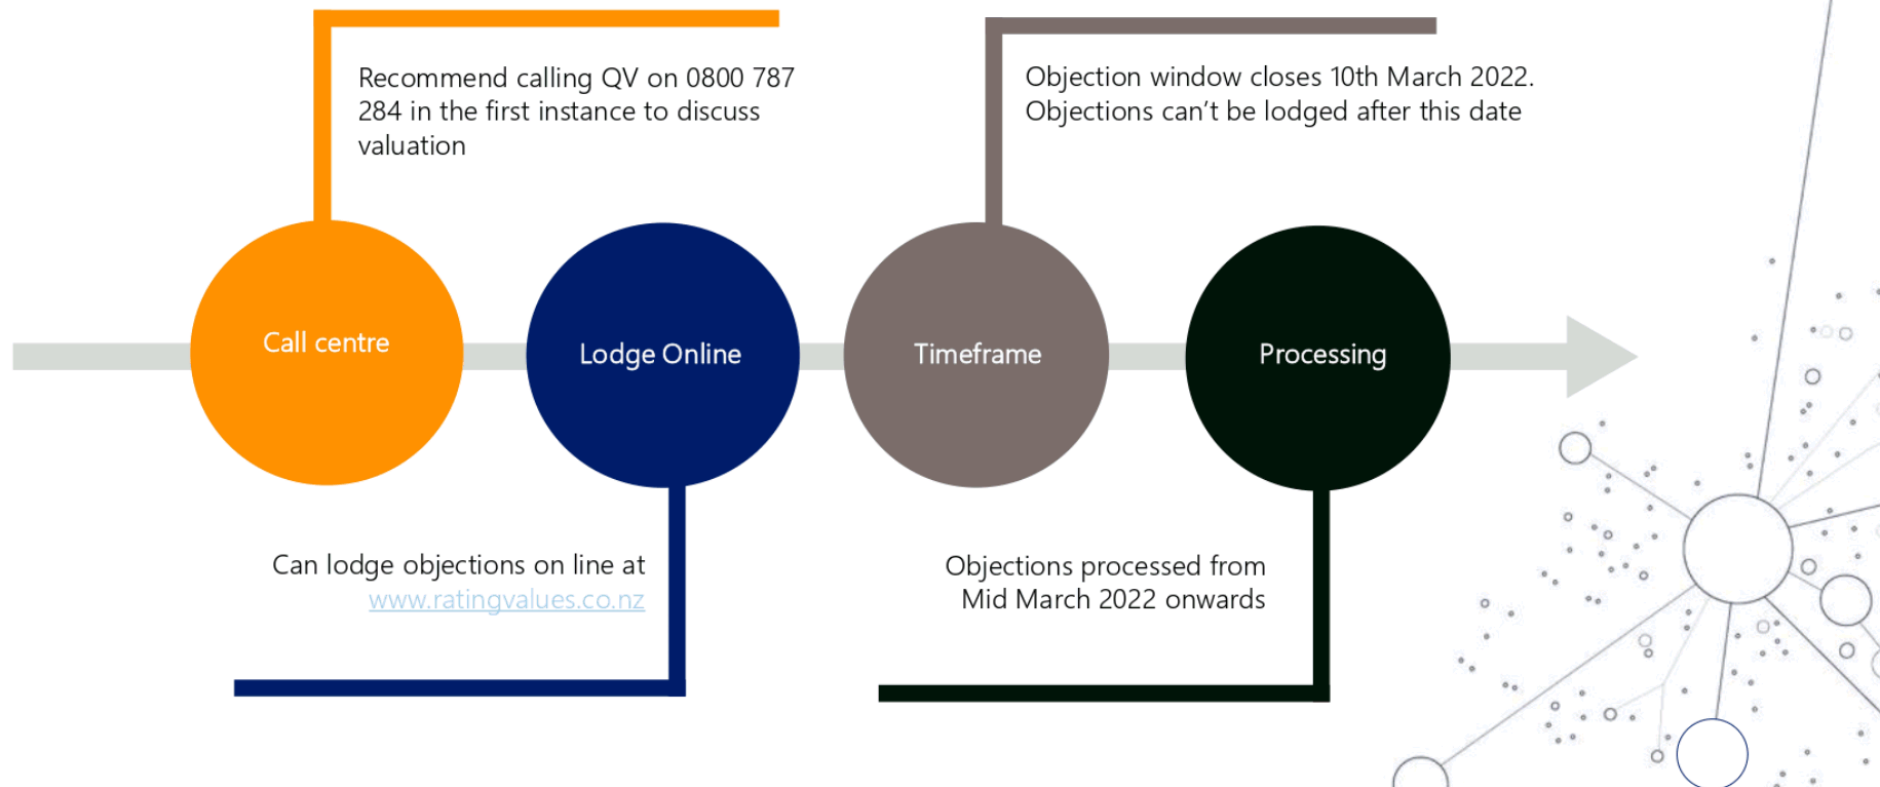 Recommend calling QV on 0800 787
284 in the first instance to discuss
valuation
Objection window closes 10th March 2022.
Objections can't be lodged after this date
Call centre
Lodge Online
Timeframe
Processing
Can lodge objections on line at
www.ratingvalues.co.nz
Objections processed from
Mid March 2022 onwards